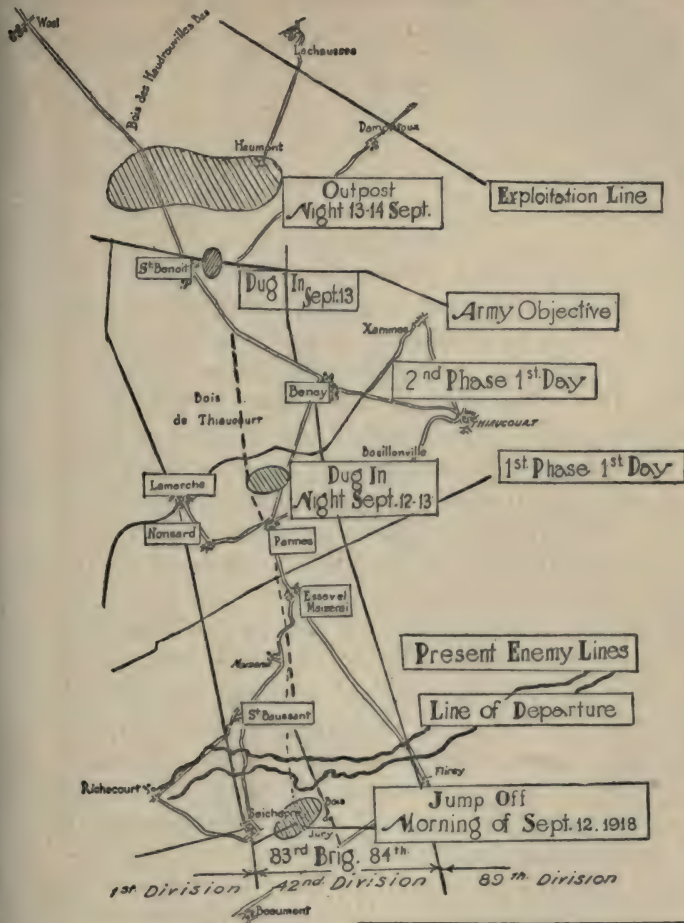 Woel
Lachaussee
Bois des Haudrouvilles Bas
Haumont
Outpost
Night 13-14 Sept.
Exploitation Line
St Benoit
Dug In
Sept. 13
Army Objective
Xammes
2nd Phase 1st Day
Benay
Bois
de Thiaucourt
THIAUCOURT
Bouillonville
1st Phase 1st Day
Lamarche
Dug In
Night Sept. 12-13
Nonsard
Pannes
Essey et
Maizerai
Present Enemy Lines
Line of Departure
St Baussant
Flirey
Richecourt
Jump Off
Morning of Sept. 12. 1918
Seicheprey
Bois
Jury
83rd Brig. 84th
1st Division
42nd Division
89th Division
Beaumont